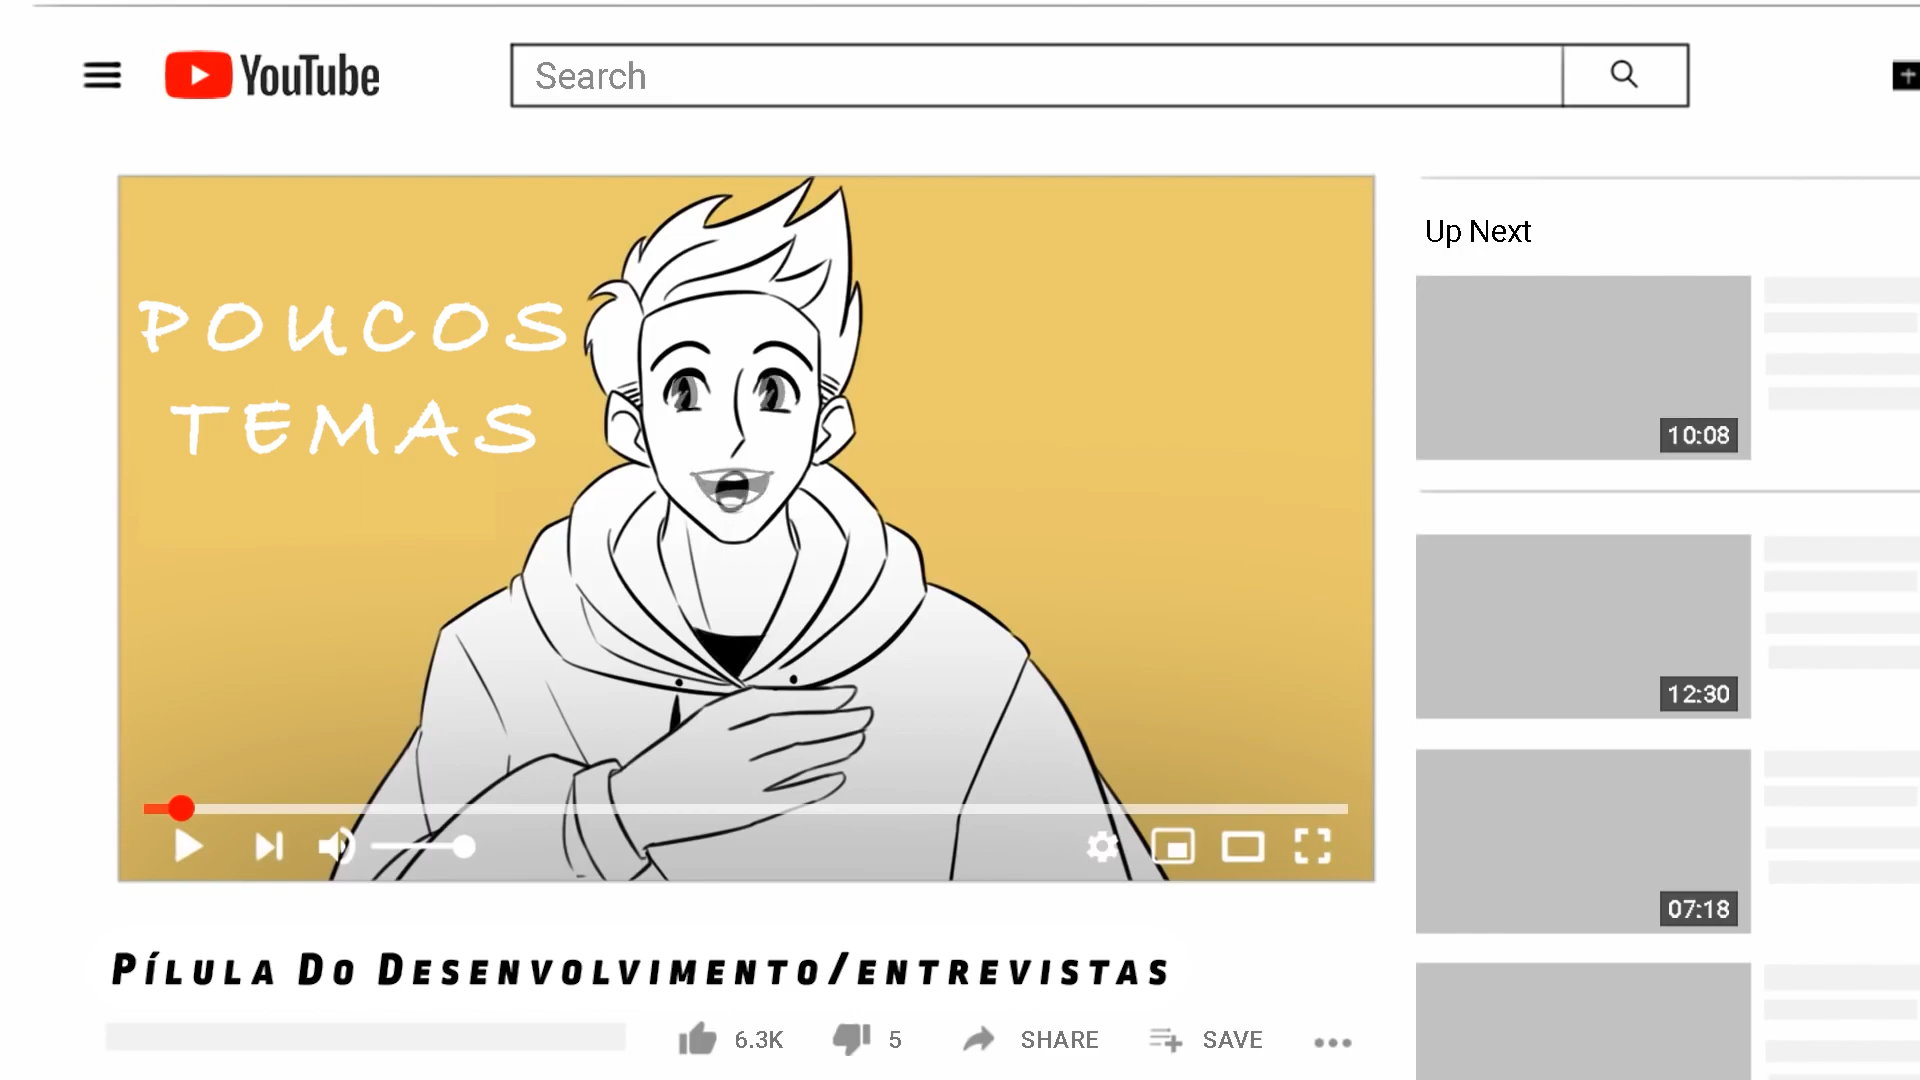 YouTube
Search
POUCOS
TEMAS
Up Next
10:08
12:30
07:18
PÍLULA DO DESENVOLVIMENTO/ENTREVISTAS
6.3K
5
SHARE
SAVE